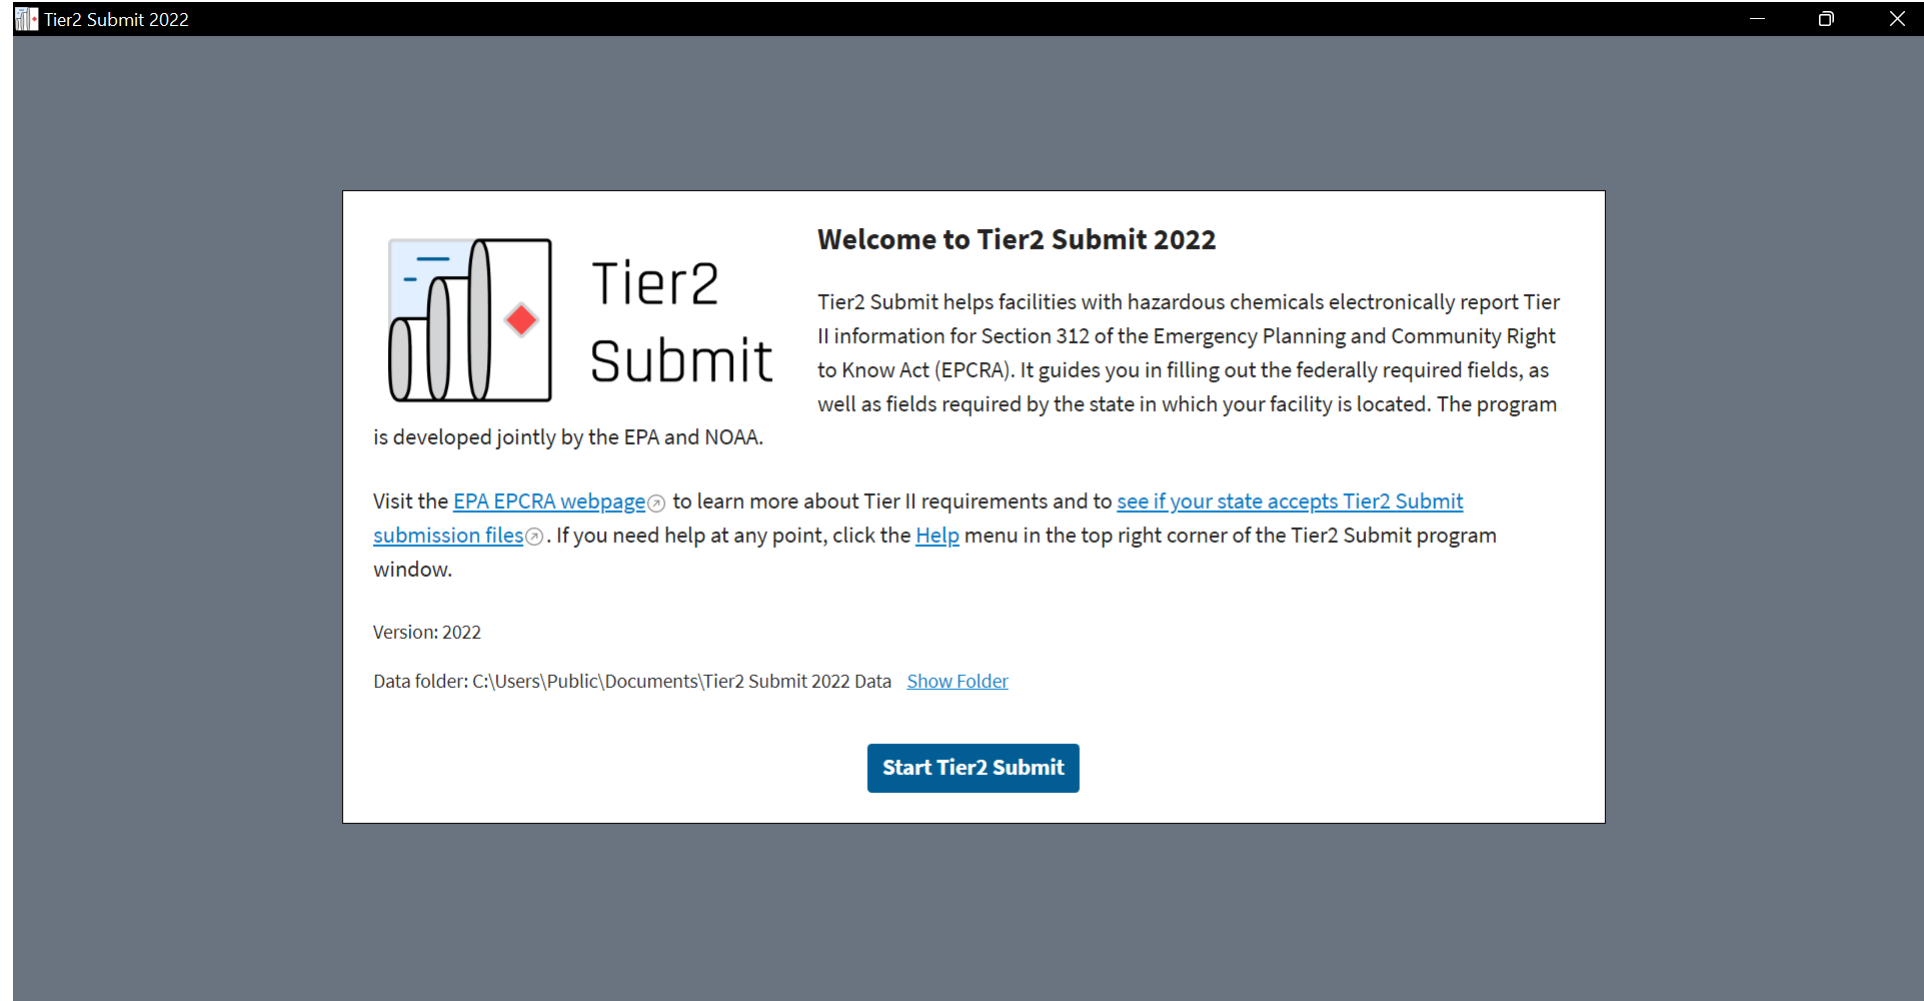 Tier2 Submit 2022
Tier2
Submit
Welcome to Tier2 Submit 2022
Tier2 Submit helps facilities with hazardous chemicals electronically report Tier
II information for Section 312 of the Emergency Planning and Community Right
to Know Act (EPCRA). It guides you in filling out the federally required fields, as
well as fields required by the state in which your facility is located. The program
is developed jointly by the EPA and NOAA.
Visit the EPA EPCRA webpage to learn more about Tier II requirements and to see if your state accepts Tier2 Submit
submission files. If you need help at any point, click the Help menu in the top right corner of the Tier2 Submit program
window.
Version: 2022
Data folder: C:\Users\Public\Documents\Tier2 Submit 2022 Data Show Folder
Start Tier2 Submit